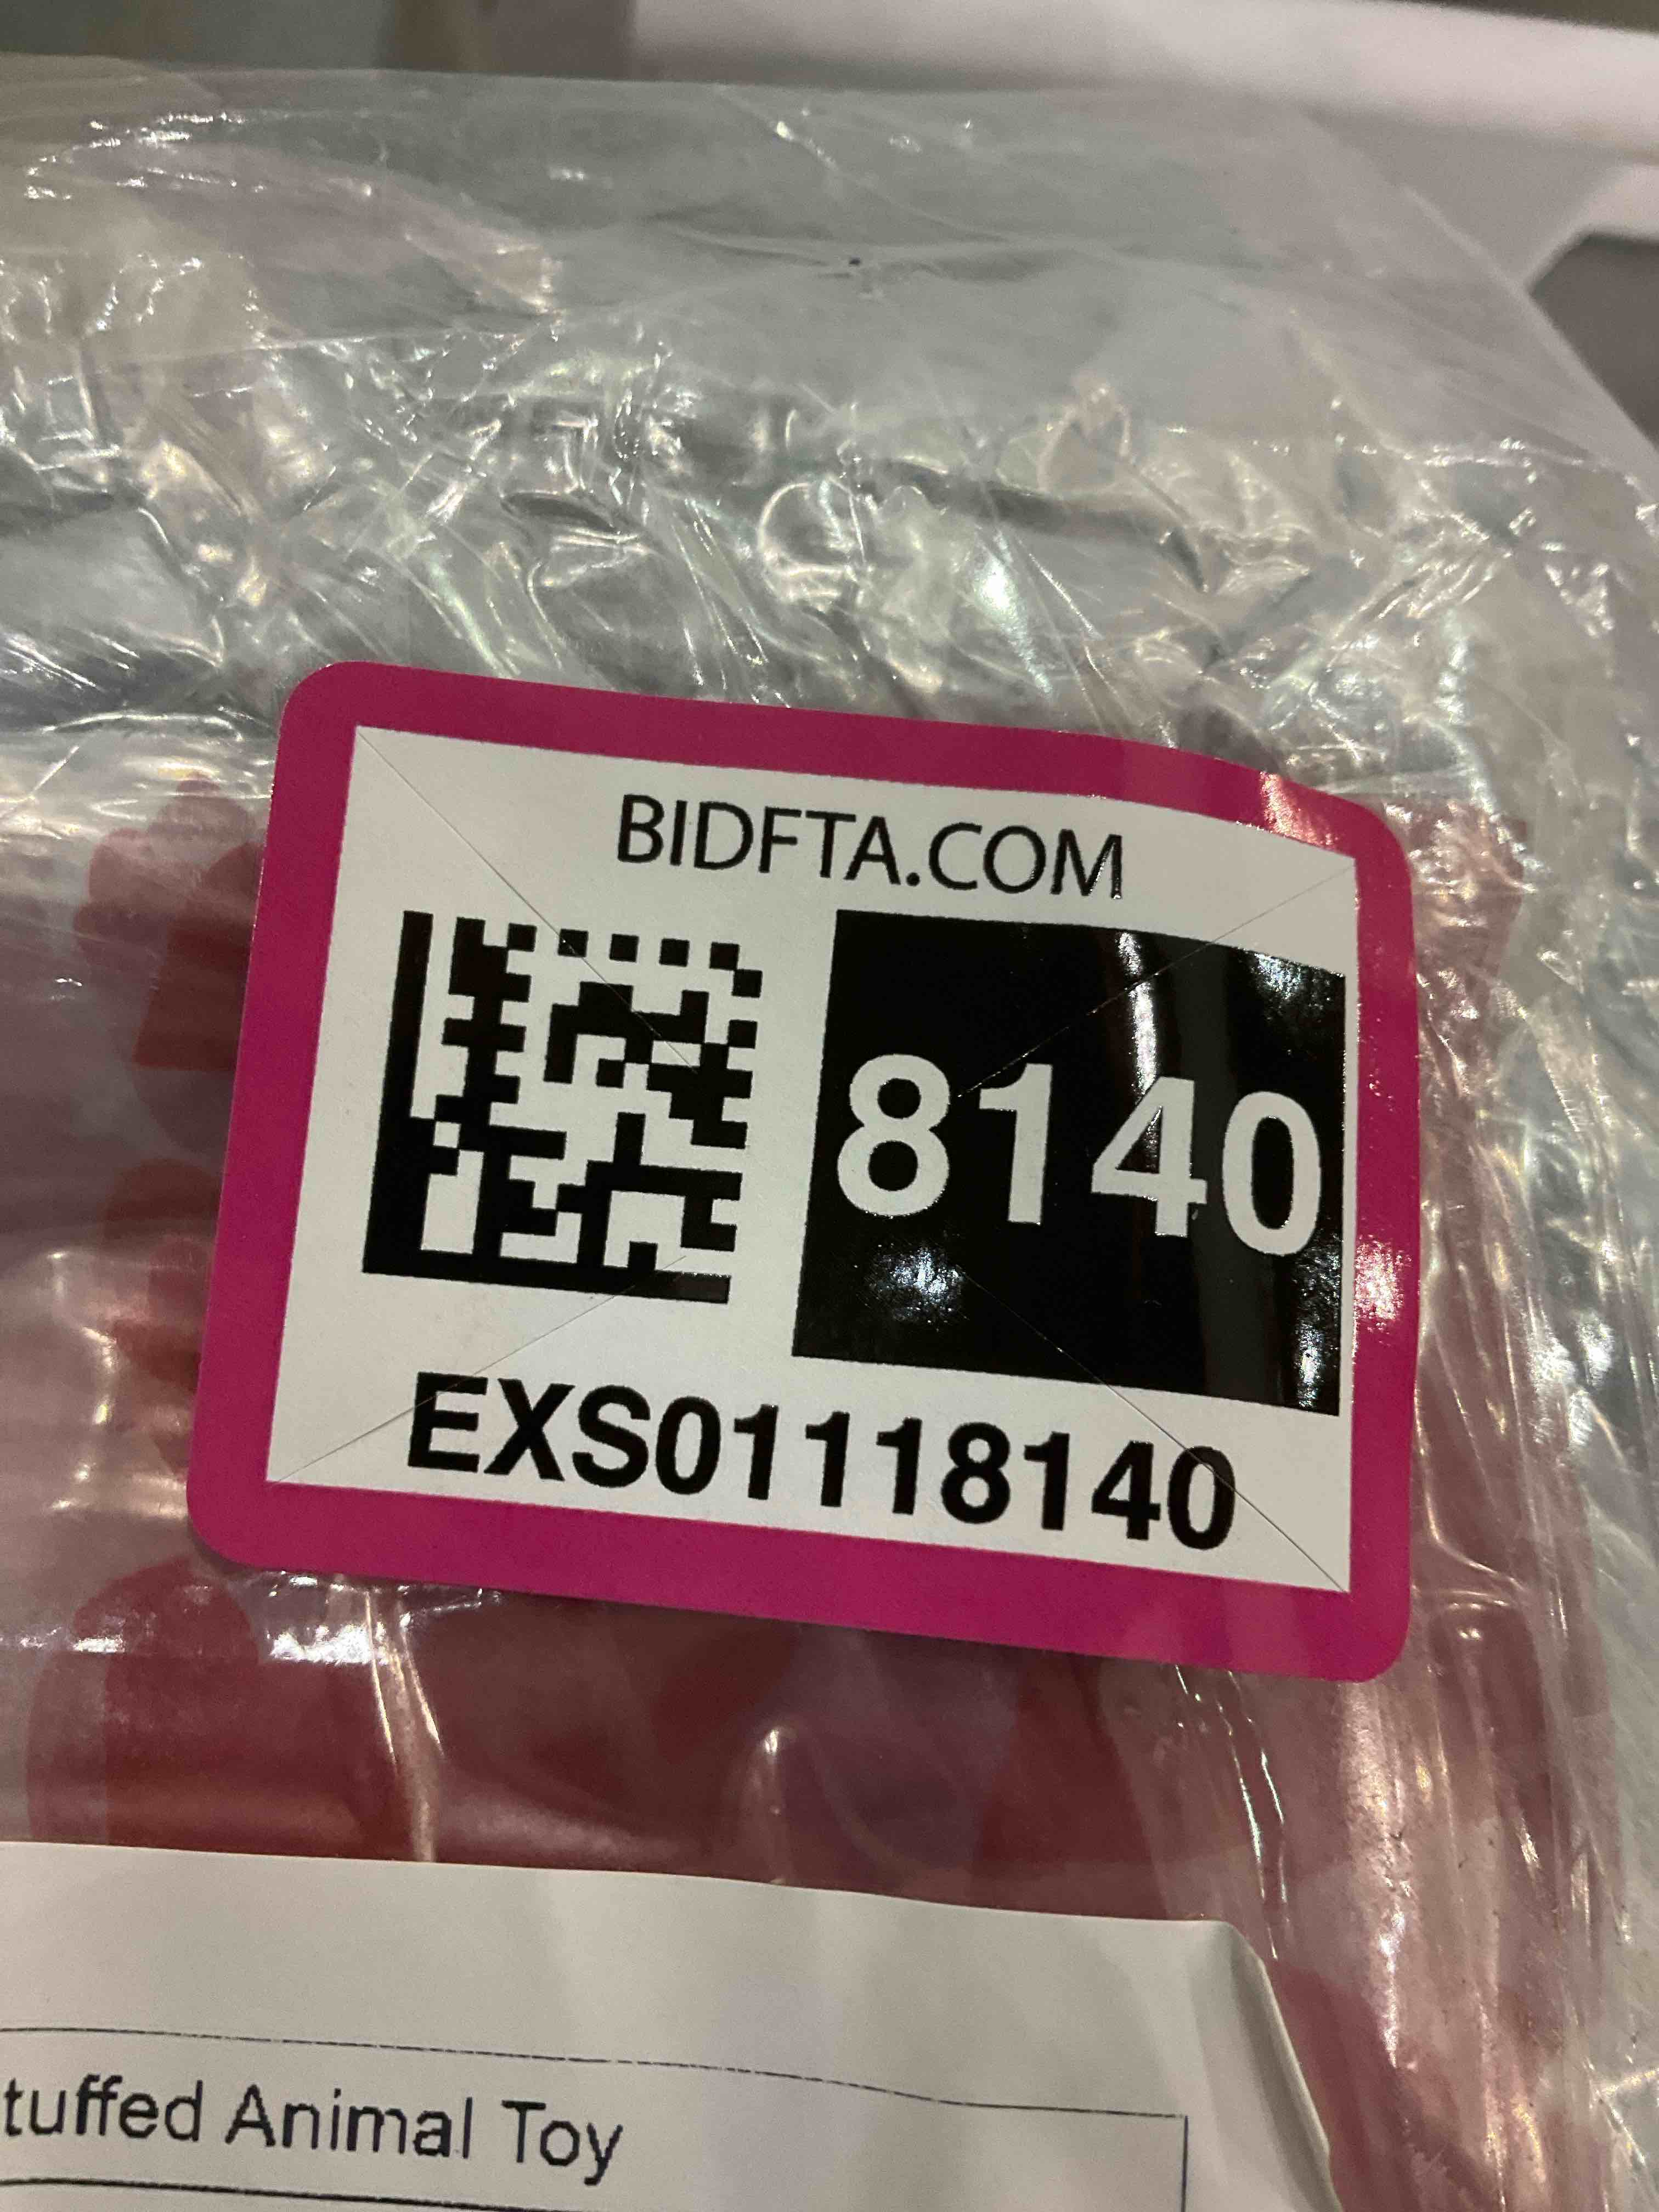 BIDFTA.COM
8140
EXS01118140
tuffed Animal Toy